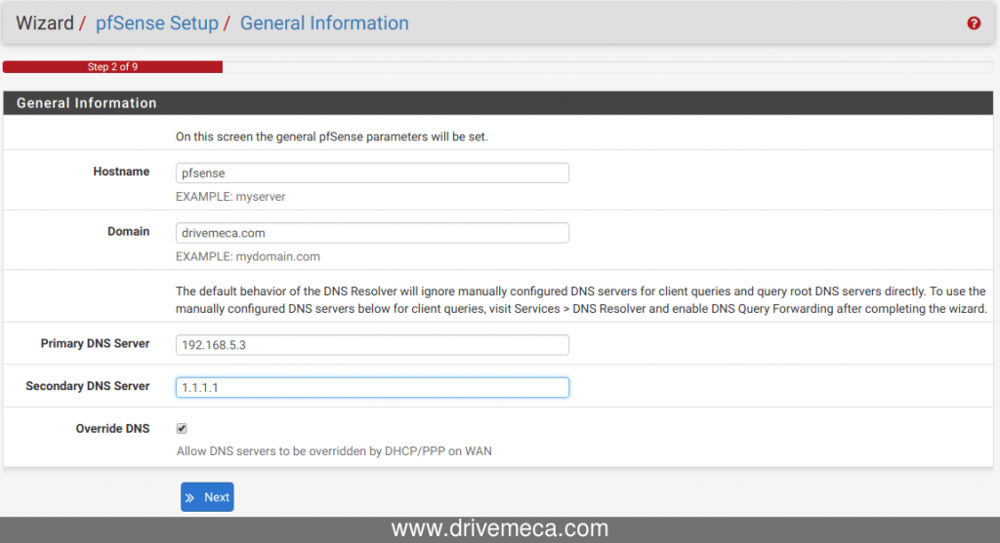 Wizard / pfSense Setup / General Information
Step 2 of 9
General Information
On this screen the general pfSense parameters will be set.
Hostname
pfsense
EXAMPLE: myserver
Domain
drivemeca.com
EXAMPLE: mydomain.com
The default behavior of the DNS Resolver will ignore manually configured DNS servers for client queries and query root DNS servers directly. To use the
manually configured DNS servers below for client queries, visit Services > DNS Resolver and enable DNS Query Forwarding after completing the wizard.
Primary DNS Server
192.168.5.3
Secondary DNS Server
1.1.1.1
Override DNS
Allow DNS servers to be overridden by DHCP/PPP on WAN
» Next
www.drivemeca.com